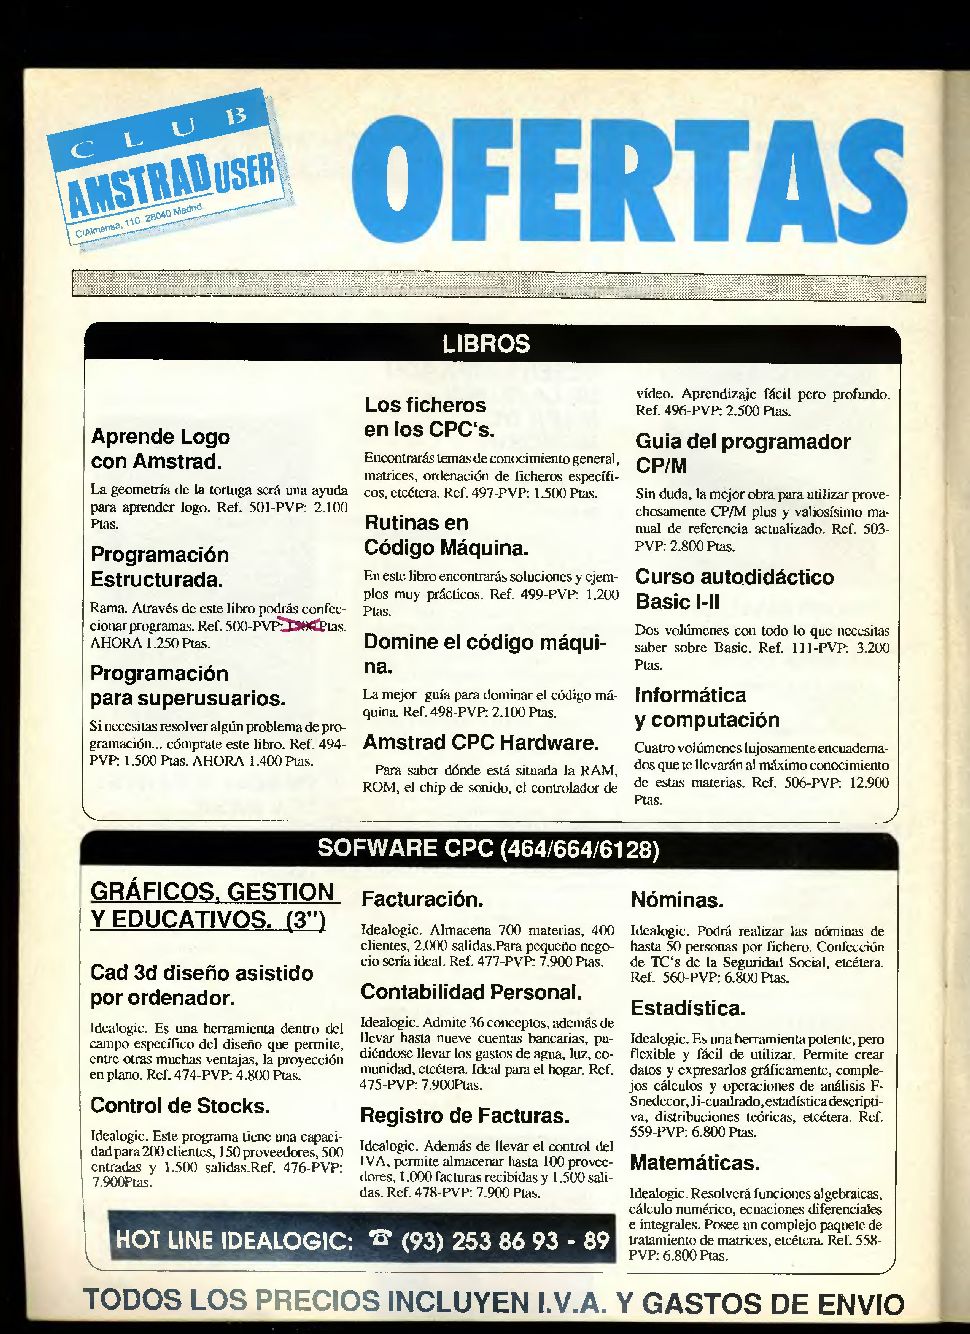 CLUB
AMSTRAD USER
C/Almansa, 110 28040 Madrid
OFERTAS
LIBROS
Aprende Logo
con Amstrad.
La geometría de la tortuga será una ayuda
para aprender logo. Ref. 501-PVP: 2.100
Ptas.
Programación
Estructurada.
Rama. Através de este libro podrás confec-
cionar programas. Ref. 500-PVP: Ptas.
AHORA 1.250 Ptas.
Programación
para superusuarios.
Si necesitas resolver algún problema de pro-
gramación... cómprate este libro. Ref. 494-
PVP: 1.500 Ptas. AHORA 1.400 Ptas.
Los ficheros
en los CPC's.
Encontrarás temas de conocimiento general,
matrices, ordenación de ficheros específi-
cos, etcétera. Ref. 497-PVP: 1.500 Ptas.
Rutinas en
Código Máquina.
En este libro encontrarás soluciones y ejem-
plos muy prácticos. Ref. 499-PVP: 1.200
Ptas.
Domine el código máqui-
na.
La mejor guía para dominar el código má-
quina. Ref. 498-PVP: 2.100 Ptas.
Amstrad CPC Hardware.
Para saber dónde está situada la RAM,
ROM, el chip de sonido, el controlador de
vídeo. Aprendizaje fácil pero profundo.
Ref. 496-PVP: 2.500 Ptas.
Guia del programador
CP/M
Sin duda, la mejor obra para utilizar prove-
chosamente CP/M plus y valiosísimo ma-
nual de referencia actualizado. Ref. 503-
PVP: 2.800 Ptas.
Curso autodidáctico
Basic I-II
Dos volúmenes con todo lo que necesitas
saber sobre Basic. Ref. 111-PVP: 3.200
Ptas.
Informática
y computación
Cuatro volúmenes lujosamente encuaderna-
dos que te llevarán al máximo conocimiento
de estas materias. Ref. 506-PVP: 12.900
Ptas.
SOFWARE CPC (464/664/6128)
GRÁFICOS, GESTION
Y EDUCATIVOS. (3")
Cad 3d diseño asistido
por ordenador.
Idealogic. Es una herramienta dentro del
campo específico del diseño que permite,
entre otras muchas ventajas, la proyección
en plano. Ref. 474-PVP: 4.800 Ptas.
Control de Stocks.
Idealogic. Este programa tiene una capaci-
dad para 200 clientes, 150 proveedores, 500
entradas y 1.500 salidas.Ref. 476-PVP:
7.900Ptas.
Facturación.
Idealogic. Almacena 700 materias, 400
clientes, 2.000 salidas.Para pequeño nego-
cio sería ideal. Ref. 477-PVP: 7.900 Ptas.
Contabilidad Personal.
Idealogic. Admite 36 conceptos, además de
llevar hasta nueve cuentas bancarias, pu-
diéndose llevar los gastos de agua, luz, co-
munidad, etcétera. Ideal para el hogar. Ref.
475-PVP: 7.900Ptas.
Registro de Facturas.
Idealogic. Además de llevar el control del
IVA, permite almacenar hasta 100 provee-
dores, 1.000 facturas recibidas y 1.500 sali-
das. Ref. 478-PVP: 7.900 Ptas.
Nóminas.
Idealogic. Podrá realizar las nóminas de
hasta 50 personas por fichero. Confección
de TC's de la Seguridad Social, etcétera.
Ref. 560-PVP: 6.800 Ptas.
Estadística.
Idealogic. Es una herramienta potente, pero
flexible y fácil de utilizar. Permite crear
datos y expresarlos gráficamente, comple-
jos cálculos y operaciones de análisis F-
Snedecor, Ji-cuadrado, estadística descripti-
va, distribuciones teóricas, etcétera. Ref.
559-PVP: 6.800 Ptas.
Matemáticas.
Idealogic. Resolverá funciones algebraicas,
cálculo numérico, ecuaciones diferenciales
e integrales. Posee un complejo paquete de
tratamiento de matrices, etcétera. Ref. 558-
PVP: 6.800 Ptas.
HOT LINE IDEALOGIC: ☎ (93) 253 86 93 - 89
TODOS LOS PRECIOS INCLUYEN I.V.A. Y GASTOS DE ENVIO